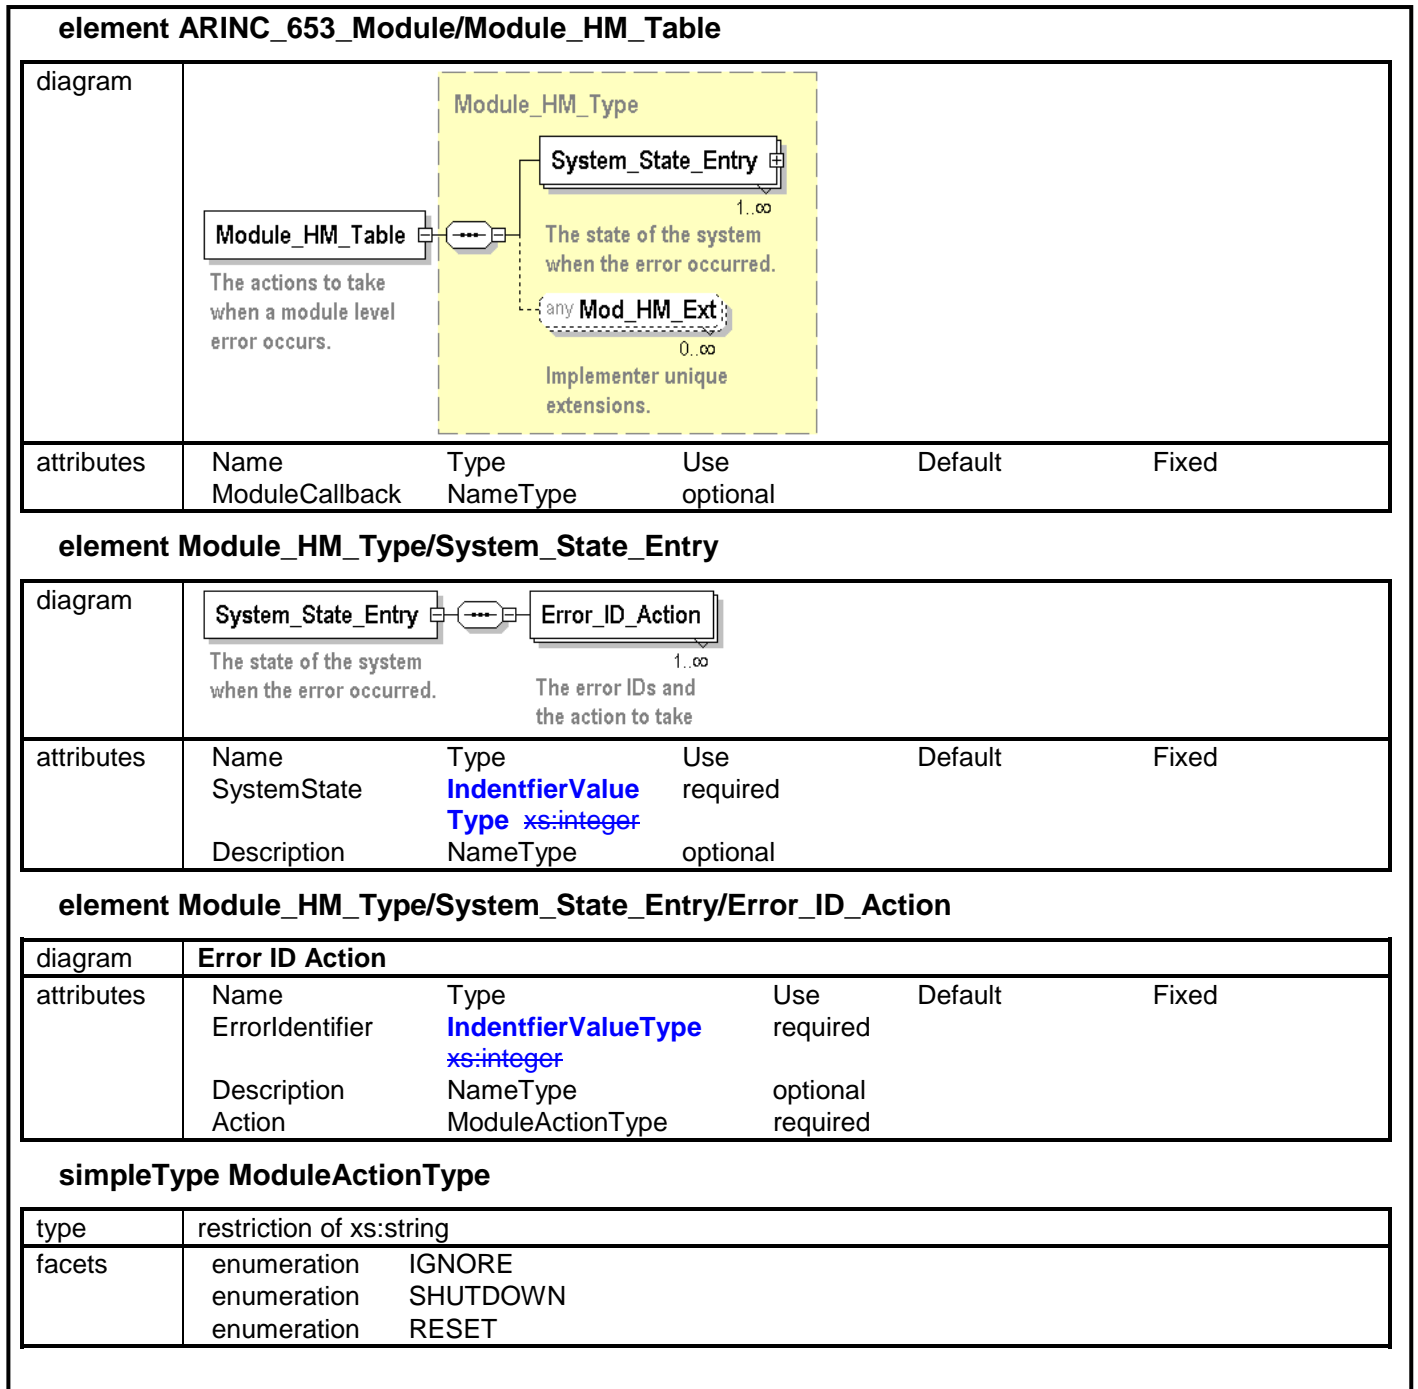 element ARINC_653_Module/Module_HM_Table
diagram
Module_HM_Type
System_State_Entry
1..∞
Module_HM_Table
The state of the system
when the error occurred.
The actions to take
when a module level
error occurs.
any Mod_HM_Ext
0..∞
Implementer unique
extensions.
attributes Name Type Use Default Fixed
ModuleCallback NameType optional
element Module_HM_Type/System_State_Entry
diagram
System_State_Entry Error_ID_Action
1..∞
The state of the system
when the error occurred.
The error IDs and
the action to take
attributes Name Type Use Default Fixed
SystemState IndentfierValue required
Type xs:integer
Description NameType optional
element Module_HM_Type/System_State_Entry/Error_ID_Action
diagram Error ID Action
attributes Name Type Use Default Fixed
ErrorIdentifier IndentfierValueType required
xs:integer
Description NameType optional
Action ModuleActionType required
simpleType ModuleActionType
type restriction of xs:string
facets enumeration IGNORE
enumeration SHUTDOWN
enumeration RESET